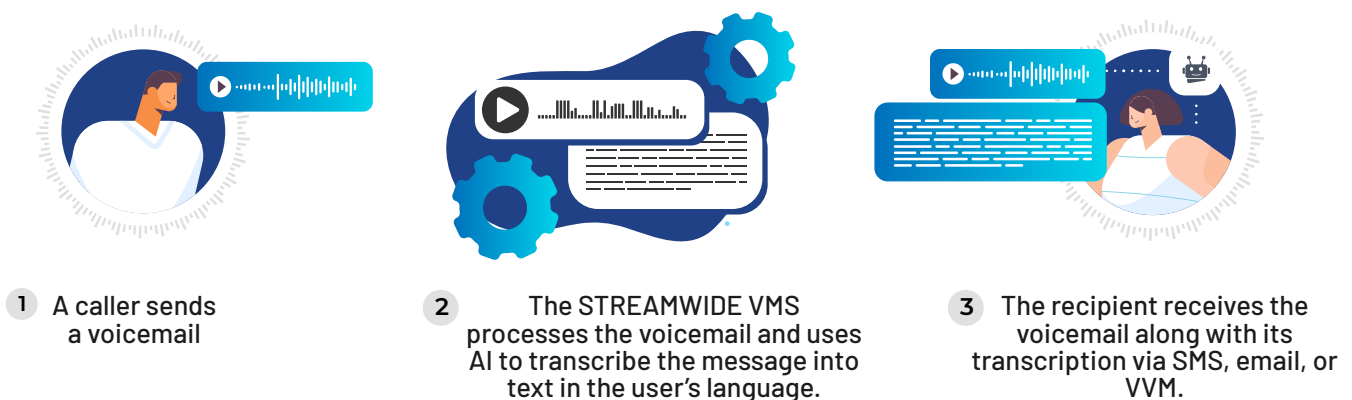 1
A caller sends
a voicemail
2
The STREAMWIDE VMS
processes the voicemail and uses
AI to transcribe the message into
text in the user’s language.
3
The recipient receives the
voicemail along with its
transcription via SMS, email, or
VVM.